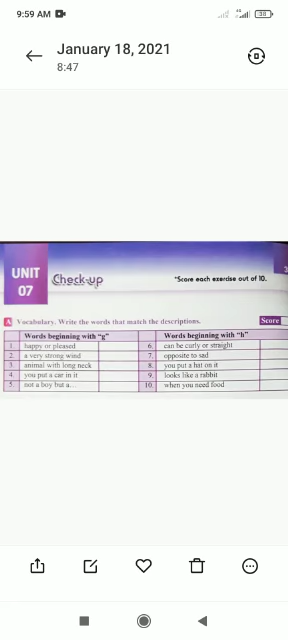 9:59 AM
38
January 18, 2021
8:47
UNIT
07
Check-up
*Score each exercise out of 10.
A Vocabulary. Write the words that match the descriptions.
Score
Words beginning with "g"
Words beginning with "h"
1. happy or pleased
6. can be curly or straight
2. a very strong wind
7. opposite to sad
3. animal with long neck
8. you put a hat on it
4. you put a car in it
9. looks like a rabbit
5. not a boy but a...
10. when you need food